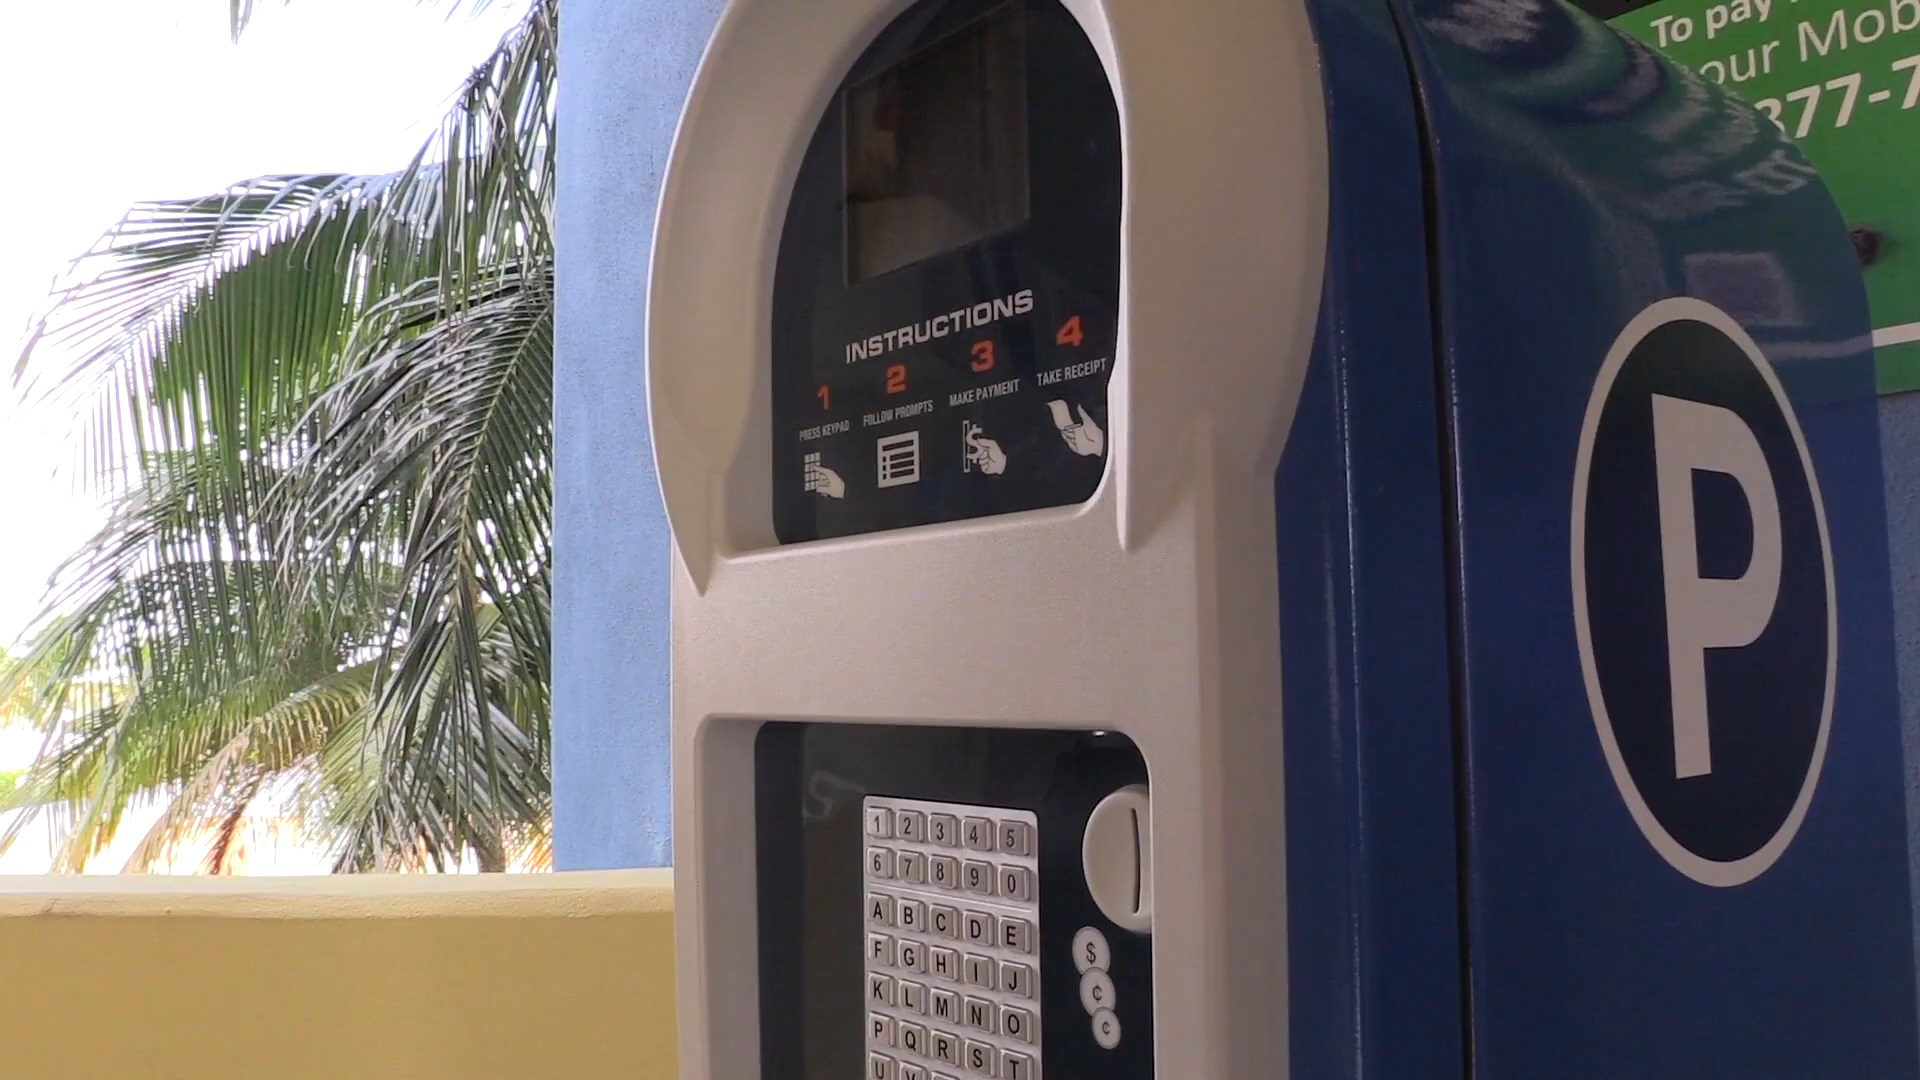 To pay
our Mob
877-7
INSTRUCTIONS
1 2 3 4
PRESS KEYPAD FOLLOW PROMPTS MAKE PAYMENT TAKE RECEIPT
P
1 2 3 4 5
6 7 8 9 0
A B C D E
F G H I J
K L M N O
P Q R S T
U V
$
¢
¢